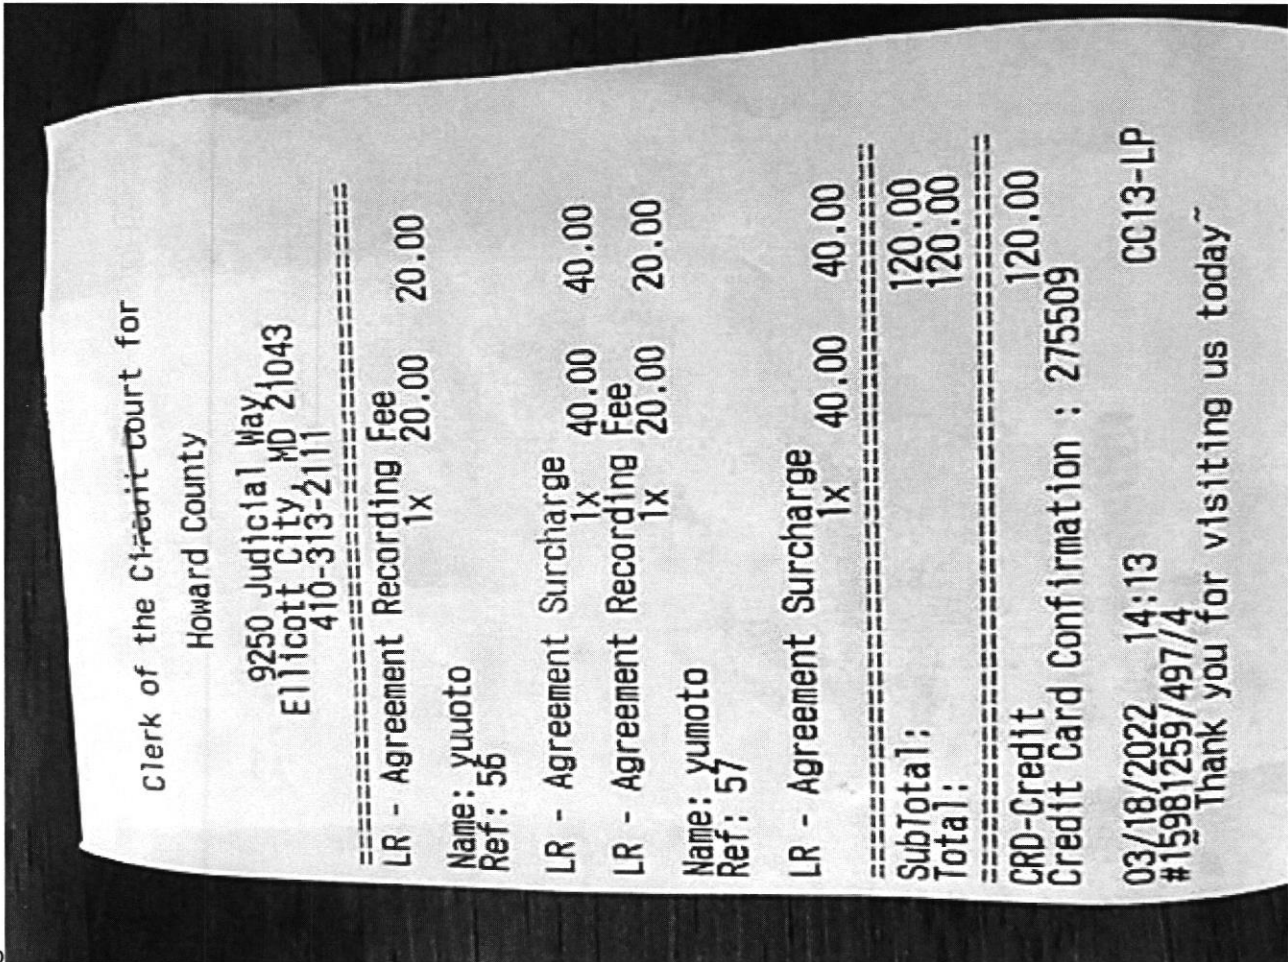 Clerk of the Circuit Court for
Howard County
9250 Judicial Way
Ellicott City, MD 21043
410-313-2111
==========================================
LR - Agreement Recording Fee
1x 20.00 20.00
Name: yuuoto
Ref: 56
LR - Agreement Surcharge
1x 40.00 40.00
LR - Agreement Recording Fee
1x 20.00 20.00
Name: yumoto
Ref: 57
LR - Agreement Surcharge
1x 40.00 40.00
==========================================
SubTotal: 120.00
Total: 120.00
==========================================
CRD-Credit 120.00
Credit Card Confirmation : 275509
03/18/2022 14:13 CC13-LP
#15981259/497/4
Thank you for visiting us today~